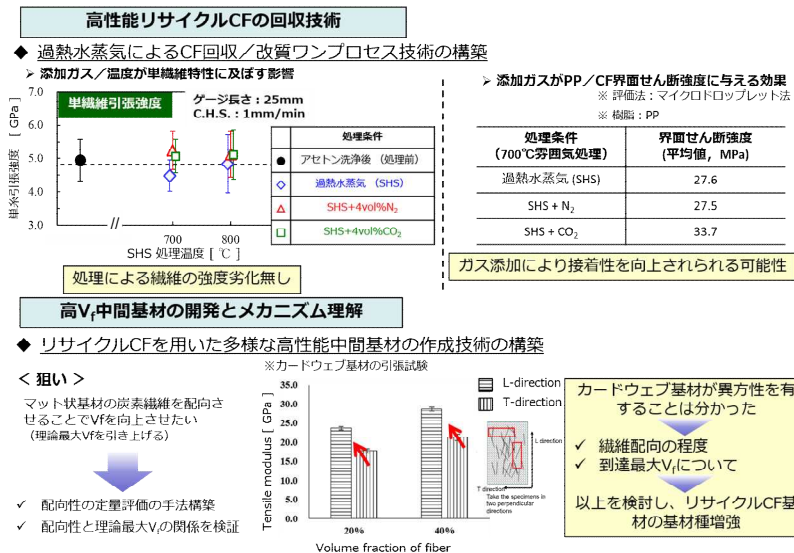 高性能リサイクルCFの回収技術
◆ 過熱水蒸気によるCF回収／改質ワンプロセス技術の構築
➢ 添加ガス／温度が単繊維特性に及ぼす影響
単繊維引張強度
ゲージ長さ：25mm
C.H.S.：1mm/min
単糸引張強度 [ GPa ]
7.0
6.0
5.0
4.0
3.0
//
700
800
SHS 処理温度 [ ℃ ]
処理条件
アセトン洗浄後 （処理前）
過熱水蒸気 （SHS）
SHS+4vol%N2
SHS+4vol%CO2
処理による繊維の強度劣化無し
➢ 添加ガスがPP／CF界面せん断強度に与える効果
※ 評価法：マイクロドロップレット法
※ 樹脂：PP
処理条件 界面せん断強度
（700℃雰囲気処理） (平均値，MPa)
過熱水蒸気 (SHS) 27.6
SHS + N2 27.5
SHS + CO2 33.7
ガス添加により接着性を向上されられる可能性
高Vf中間基材の開発とメカニズム理解
◆ リサイクルCFを用いた多様な高性能中間基材の作成技術の構築
＜ 狙い ＞
マット状基材の炭素繊維を配向さ
せることでVfを向上させたい
（理論最大Vfを引き上げる）
✓ 配向性の定量評価の手法構築
✓ 配向性と理論最大Vfの関係を検証
※カードウェブ基材の引張試験
Tensile modulus [ GPa ]
35.0
30.0
25.0
20.0
15.0
10.0
5.0
0.0
20%
40%
Volume fraction of fiber
L-direction
T-direction
L direction
T direction
Take the specimens in
two perpendicular
directions
カードウェブ基材が異方性を有
することは分かった
✓ 繊維配向の程度
✓ 到達最大Vfについて
以上を検討し、リサイクルCF基
材の基材種増強